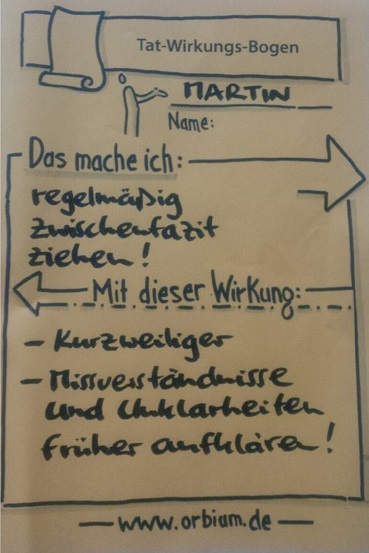 Tat-Wirkungs-Bogen
MARTIN
Name:
Das mache ich:
regelmäßig
Zwischenfazit
ziehen!
Mit dieser Wirkung:
- Kurzweiliger
- Missverständnisse
und Unklarheiten
früher aufklären!
- www.orbium.de -